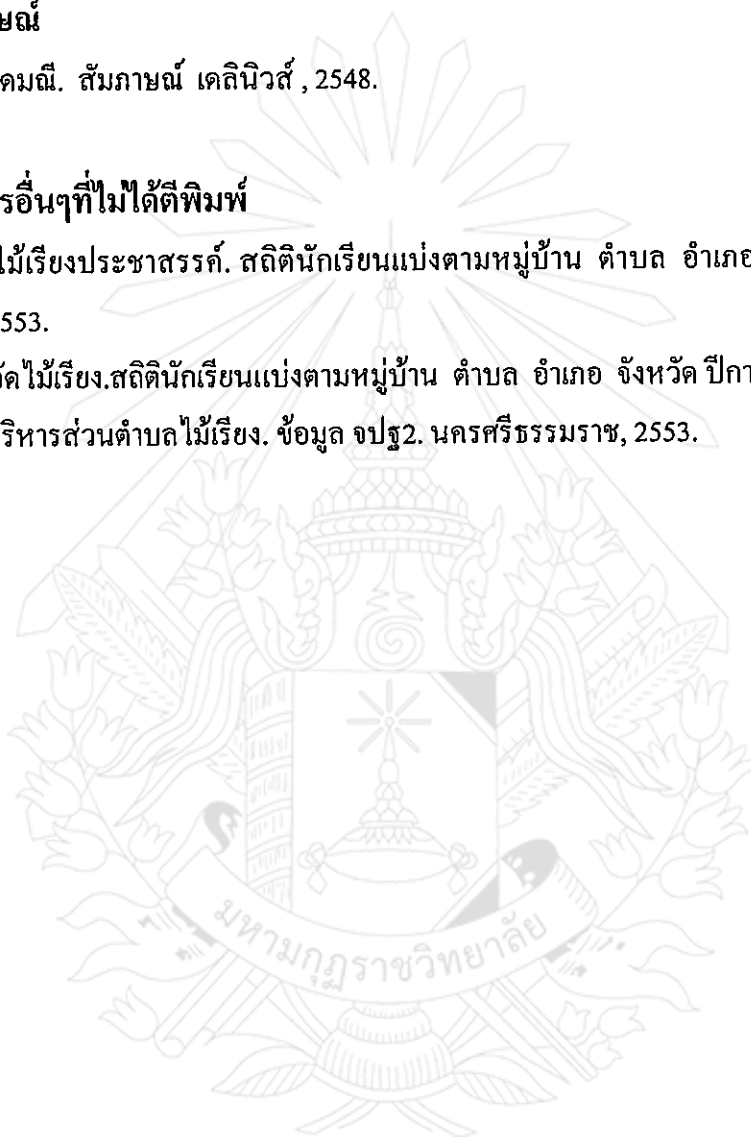 ษณ์
ดมณี. สัมภาษณ์ เดลินิวส์ , 2548.
รอื่นๆที่ไม่ได้ตีพิมพ์
ไม้เรียงประชาสรรค์. สถิตินักเรียนแบ่งตามหมู่บ้าน ตำบล อำเภอ
553.
ัดไม้เรียง.สถิตินักเรียนแบ่งตามหมู่บ้าน ตำบล อำเภอ จังหวัด ปีกา
ริหารส่วนตำบลไม้เรียง. ข้อมูล จปฐ2. นครศรีธรรมราช, 2553.
มหามกุฏราชวิทยาลัย